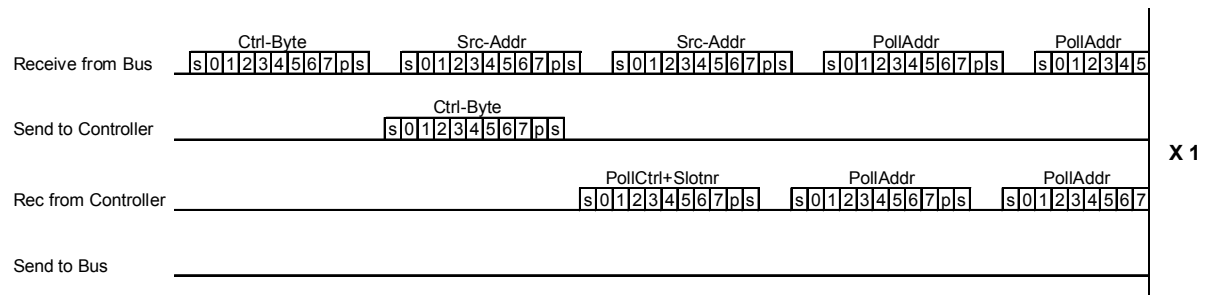 Ctrl-Byte Src-Addr Src-Addr PollAddr PollAddr
Receive from Bus s 0 1 2 3 4 5 6 7 p s s 0 1 2 3 4 5 6 7 p s s 0 1 2 3 4 5 6 7 p s s 0 1 2 3 4 5 6 7 p s s 0 1 2 3 4 5
Ctrl-Byte
Send to Controller s 0 1 2 3 4 5 6 7 p s
X 1
PollCtrl+Slotnr PollAddr PollAddr
Rec from Controller s 0 1 2 3 4 5 6 7 p s s 0 1 2 3 4 5 6 7 p s s 0 1 2 3 4 5 6 7
Send to Bus